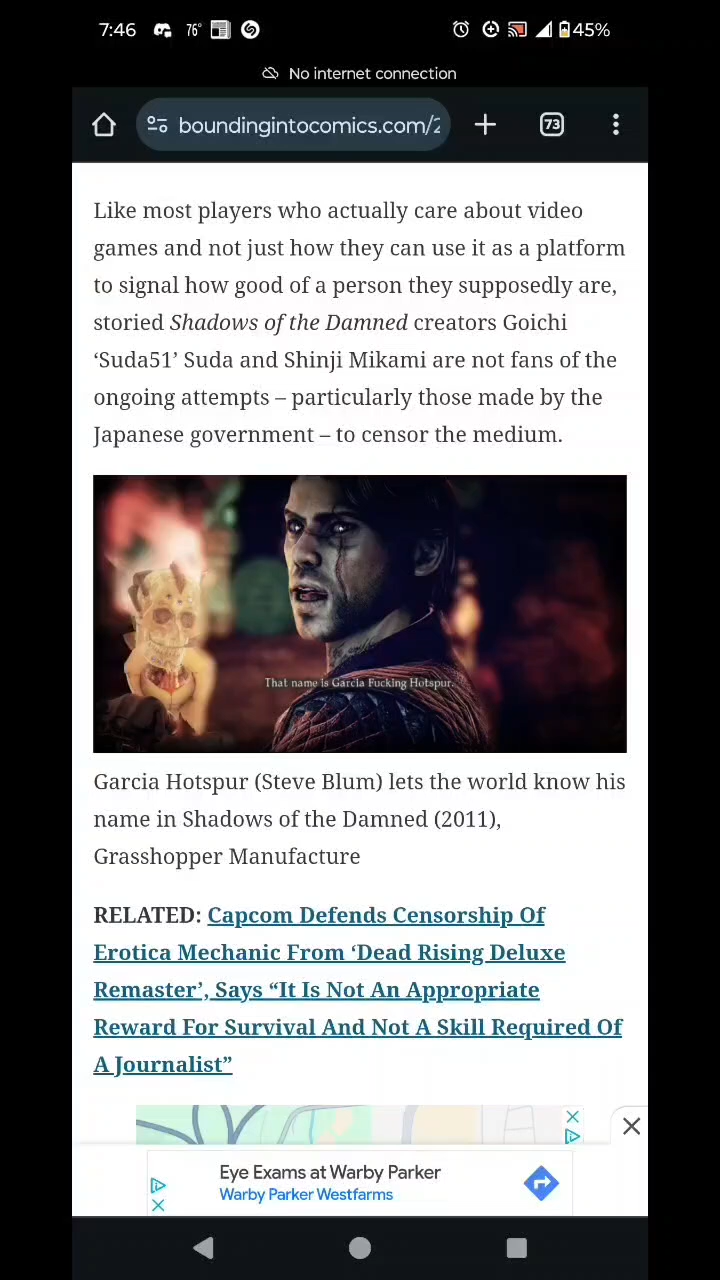 7:46
76°
45%
No internet connection
boundingintocomics.com/2
73
Like most players who actually care about video
games and not just how they can use it as a platform
to signal how good of a person they supposedly are,
storied Shadows of the Damned creators Goichi
‘Suda51’ Suda and Shinji Mikami are not fans of the
ongoing attempts – particularly those made by the
Japanese government – to censor the medium.
That name is Garcia Fucking Hotspur.
Garcia Hotspur (Steve Blum) lets the world know his
name in Shadows of the Damned (2011),
Grasshopper Manufacture
RELATED: Capcom Defends Censorship Of
Erotica Mechanic From ‘Dead Rising Deluxe
Remaster’, Says “It Is Not An Appropriate
Reward For Survival And Not A Skill Required Of
A Journalist”
Eye Exams at Warby Parker
Warby Parker Westfarms